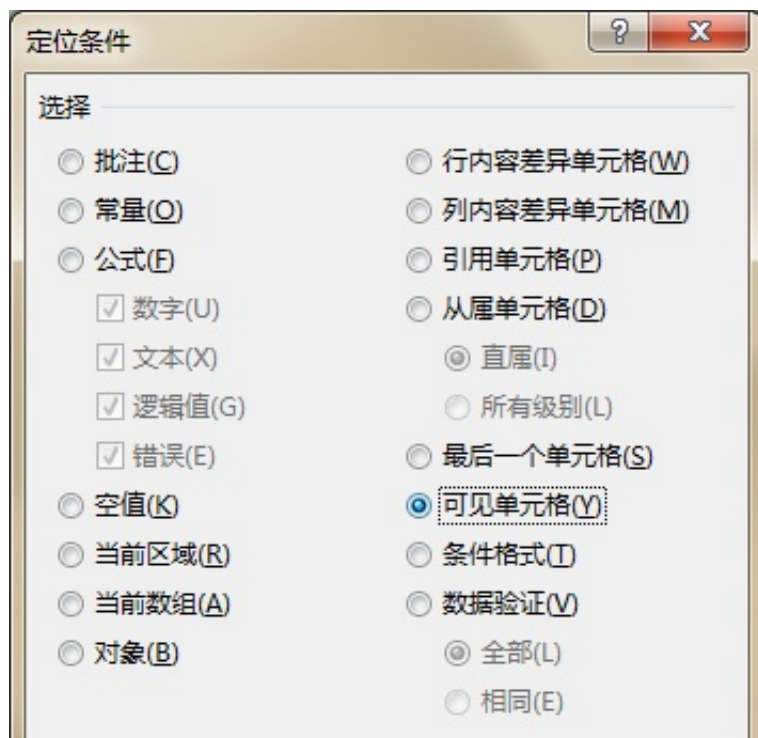 定位条件
选择
批注(C)
常量(O)
公式(F)
数字(U)
文本(X)
逻辑值(G)
错误(E)
空值(K)
当前区域(R)
当前数组(A)
对象(B)
行内容差异单元格(W)
列内容差异单元格(M)
引用单元格(P)
从属单元格(D)
直属(I)
所有级别(L)
最后一个单元格(S)
可见单元格(Y)
条件格式(T)
数据验证(V)
全部(L)
相同(E)